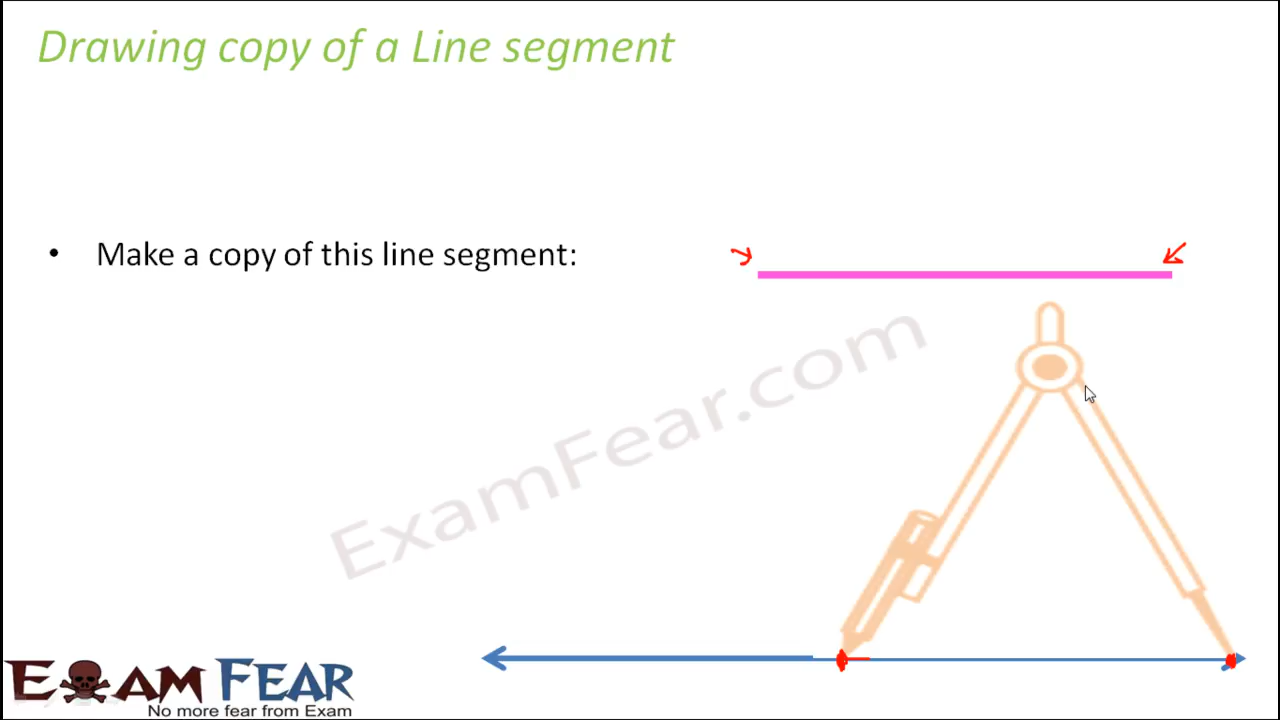 Drawing copy of a Line segment
• Make a copy of this line segment:
ExamFear.com
EXAM FEAR
No more fear from Exam